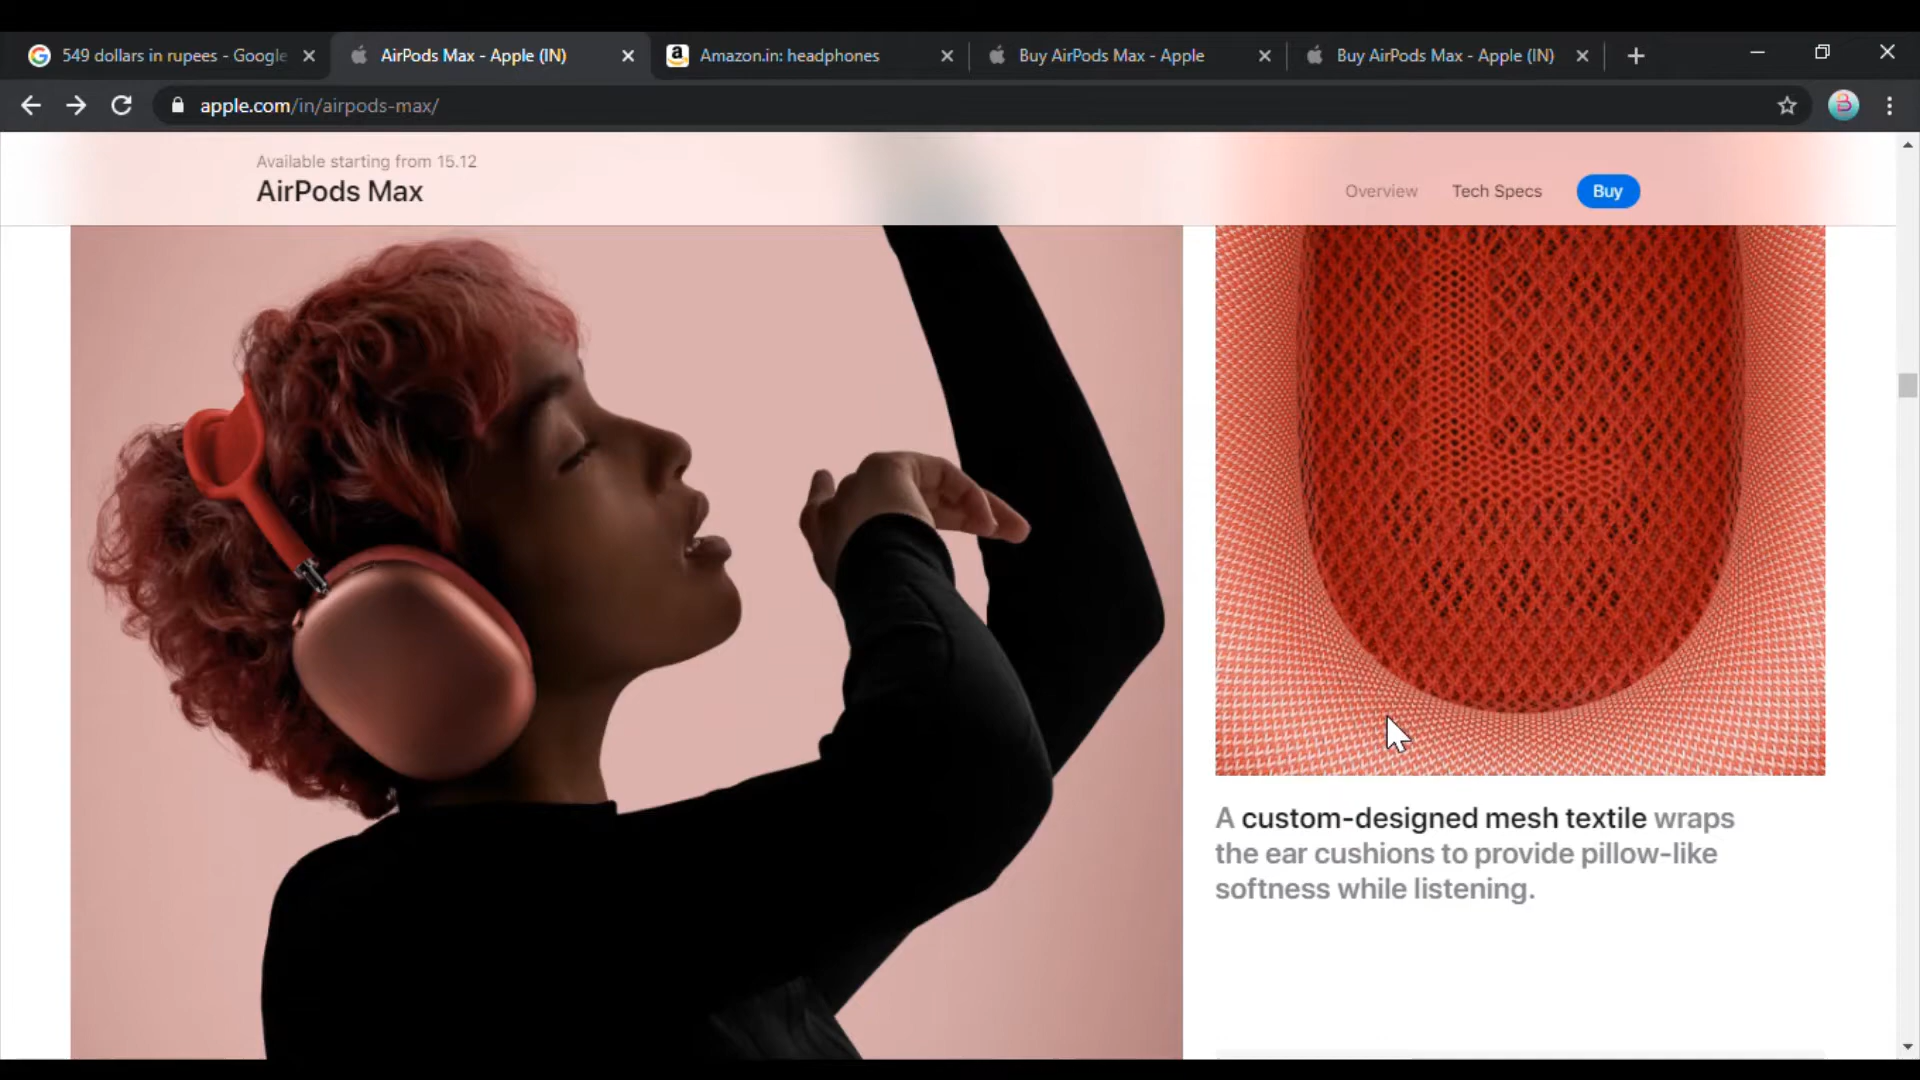 549 dollars in rupees - Google
AirPods Max - Apple (IN)
Amazon.in: headphones
Buy AirPods Max - Apple
Buy AirPods Max - Apple (IN)
apple.com/in/airpods-max/
Available starting from 15.12
AirPods Max
Overview
Tech Specs
Buy
A custom-designed mesh textile wraps
the ear cushions to provide pillow-like
softness while listening.